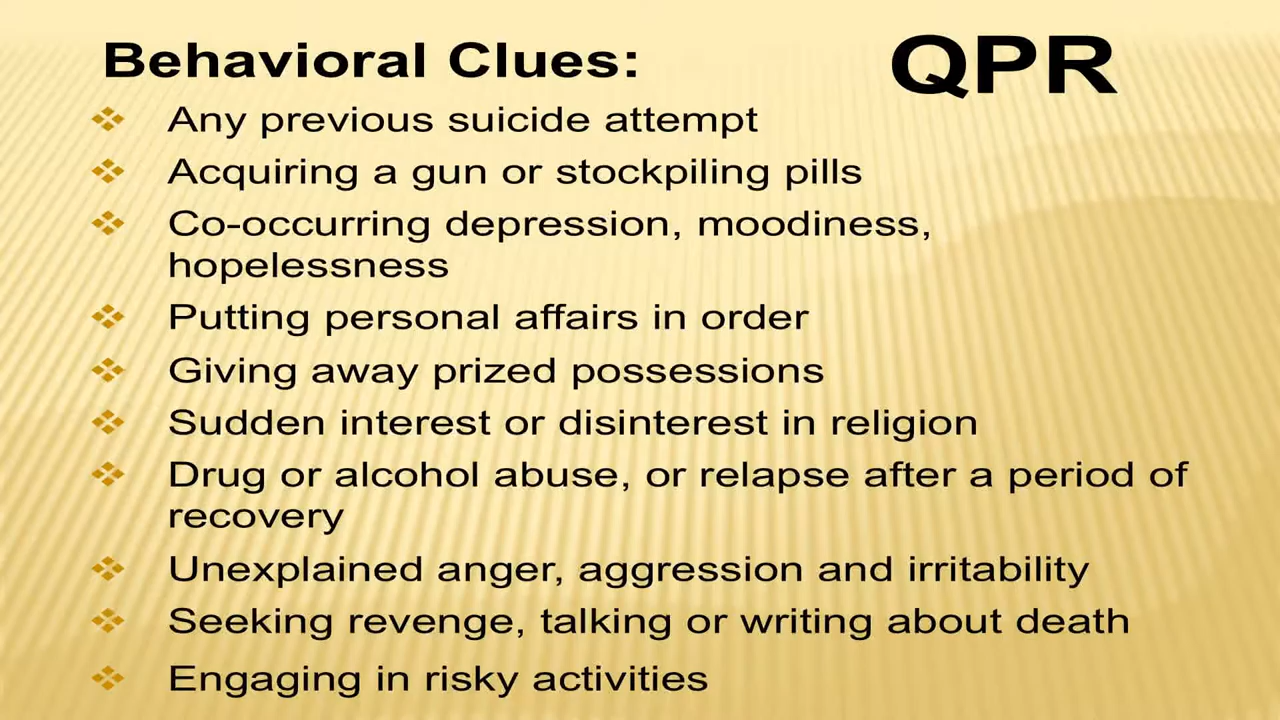 Behavioral Clues:
QPR
Any previous suicide attempt
Acquiring a gun or stockpiling pills
Co-occurring depression, moodiness,
hopelessness
Putting personal affairs in order
Giving away prized possessions
Sudden interest or disinterest in religion
Drug or alcohol abuse, or relapse after a period of
recovery
Unexplained anger, aggression and irritability
Seeking revenge, talking or writing about death
Engaging in risky activities